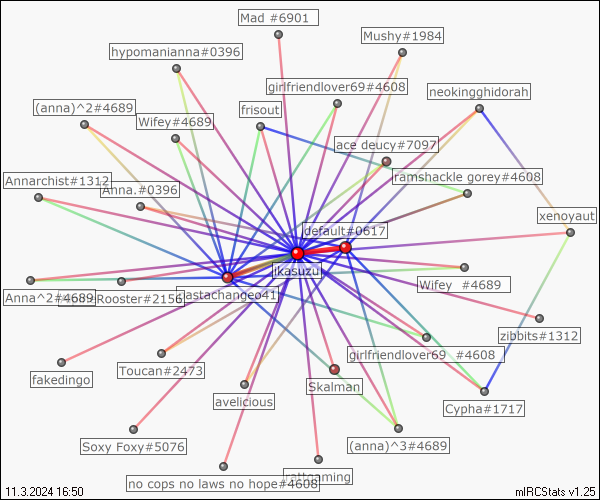 Mad #6901
Mushy#1984
hypomanianna#0396
girlfriendlover69#4608
neokingghidorah
(anna)^2#4689
frisout
Wifey#4689
ace deucy#7097
Annarchist#1312
ramshackle gorey#4608
Anna.#0396
xenoyaut
default#0617
ikasuzu
Wifey #4689
Anna^2#4689
Rooster#2156
lastachangeo41
zibbits#1312
girlfriendlover69 #4608
fakedingo
Toucan#2473
Skalman
avelicious
Cypha#1717
Soxy Foxy#5076
(anna)^3#4689
rattgaming
no cops no laws no hope#4608
11.3.2024 16:50
mIRCStats v1.25